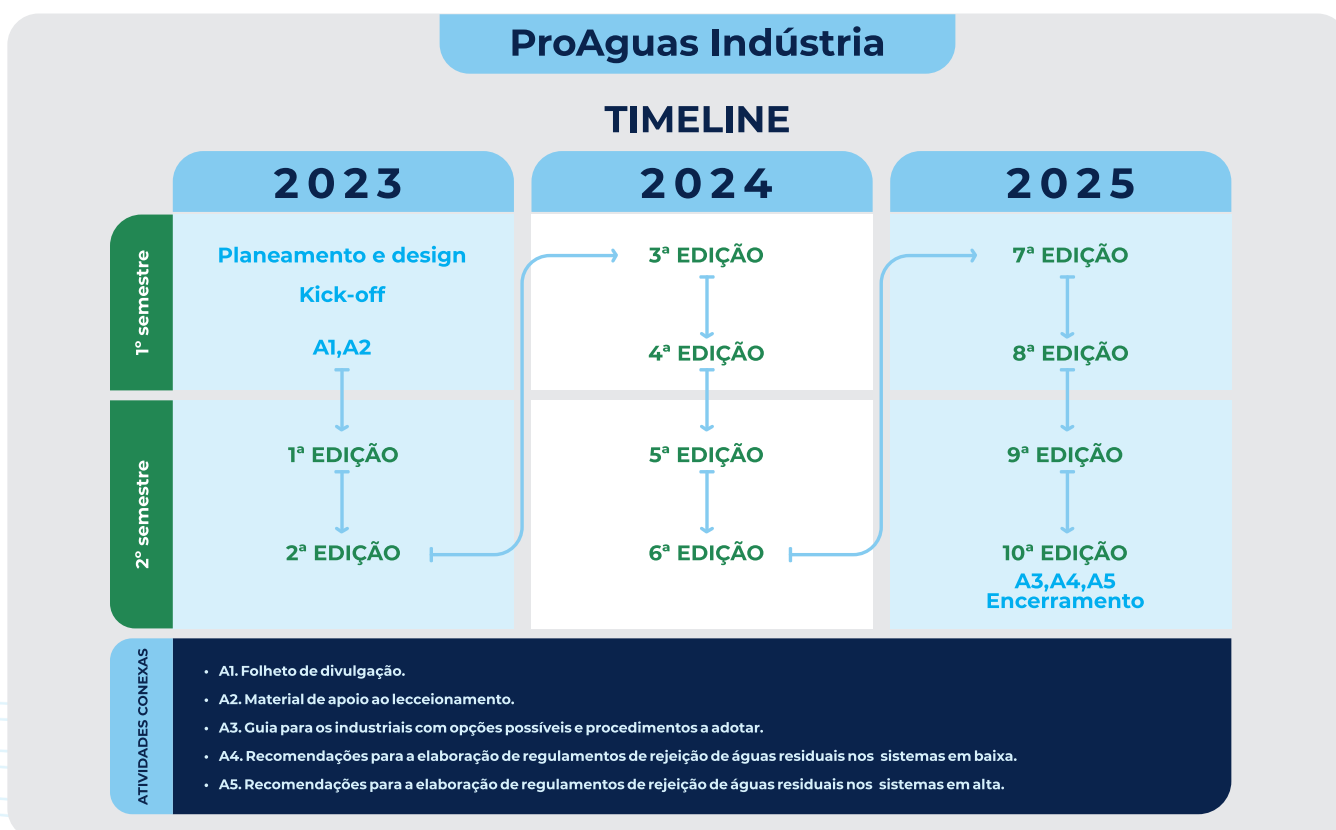 ProAguas Indústria
TIMELINE
2023
2024
2025
1º semestre
Planeamento e design
Kick-off
A1,A2
3ª EDIÇÃO
4ª EDIÇÃO
7ª EDIÇÃO
8ª EDIÇÃO
2º semestre
1ª EDIÇÃO
2ª EDIÇÃO
5ª EDIÇÃO
6ª EDIÇÃO
9ª EDIÇÃO
10ª EDIÇÃO
A3,A4,A5
Encerramento
ATIVIDADES CONEXAS
• A1. Folheto de divulgação.
• A2. Material de apoio ao lecceionamento.
• A3. Guia para os industriais com opções possíveis e procedimentos a adotar.
• A4. Recomendações para a elaboração de regulamentos de rejeição de águas residuais nos sistemas em baixa.
• A5. Recomendações para a elaboração de regulamentos de rejeição de águas residuais nos sistemas em alta.